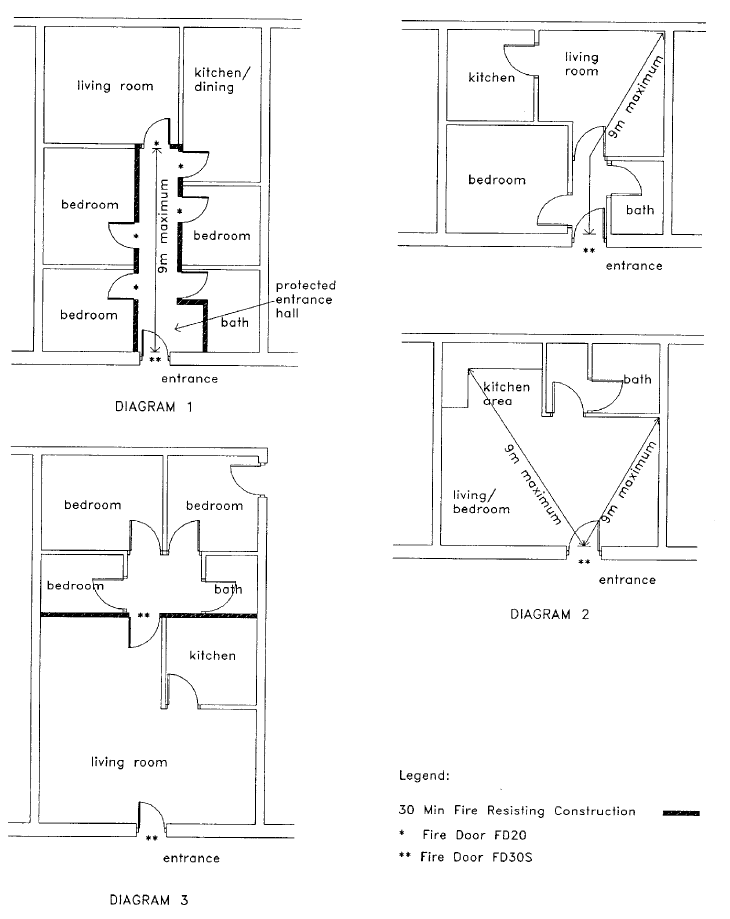 living room
kitchen/
dining
*
*
bedroom
9m maximum
*
*
bedroom
*
bedroom
protected
entrance
hall
bath
**
entrance
DIAGRAM 1
kitchen
living
room
9m maximum
bedroom
bath
**
entrance
kitchen
area
bath
9m maximum
9m maximum
living/
bedroom
**
entrance
DIAGRAM 2
bedroom
bedroom
bedroom
bath
**
kitchen
living room
**
entrance
DIAGRAM 3
Legend:
30 Min Fire Resisting Construction
* Fire Door FD20
** Fire Door FD30S